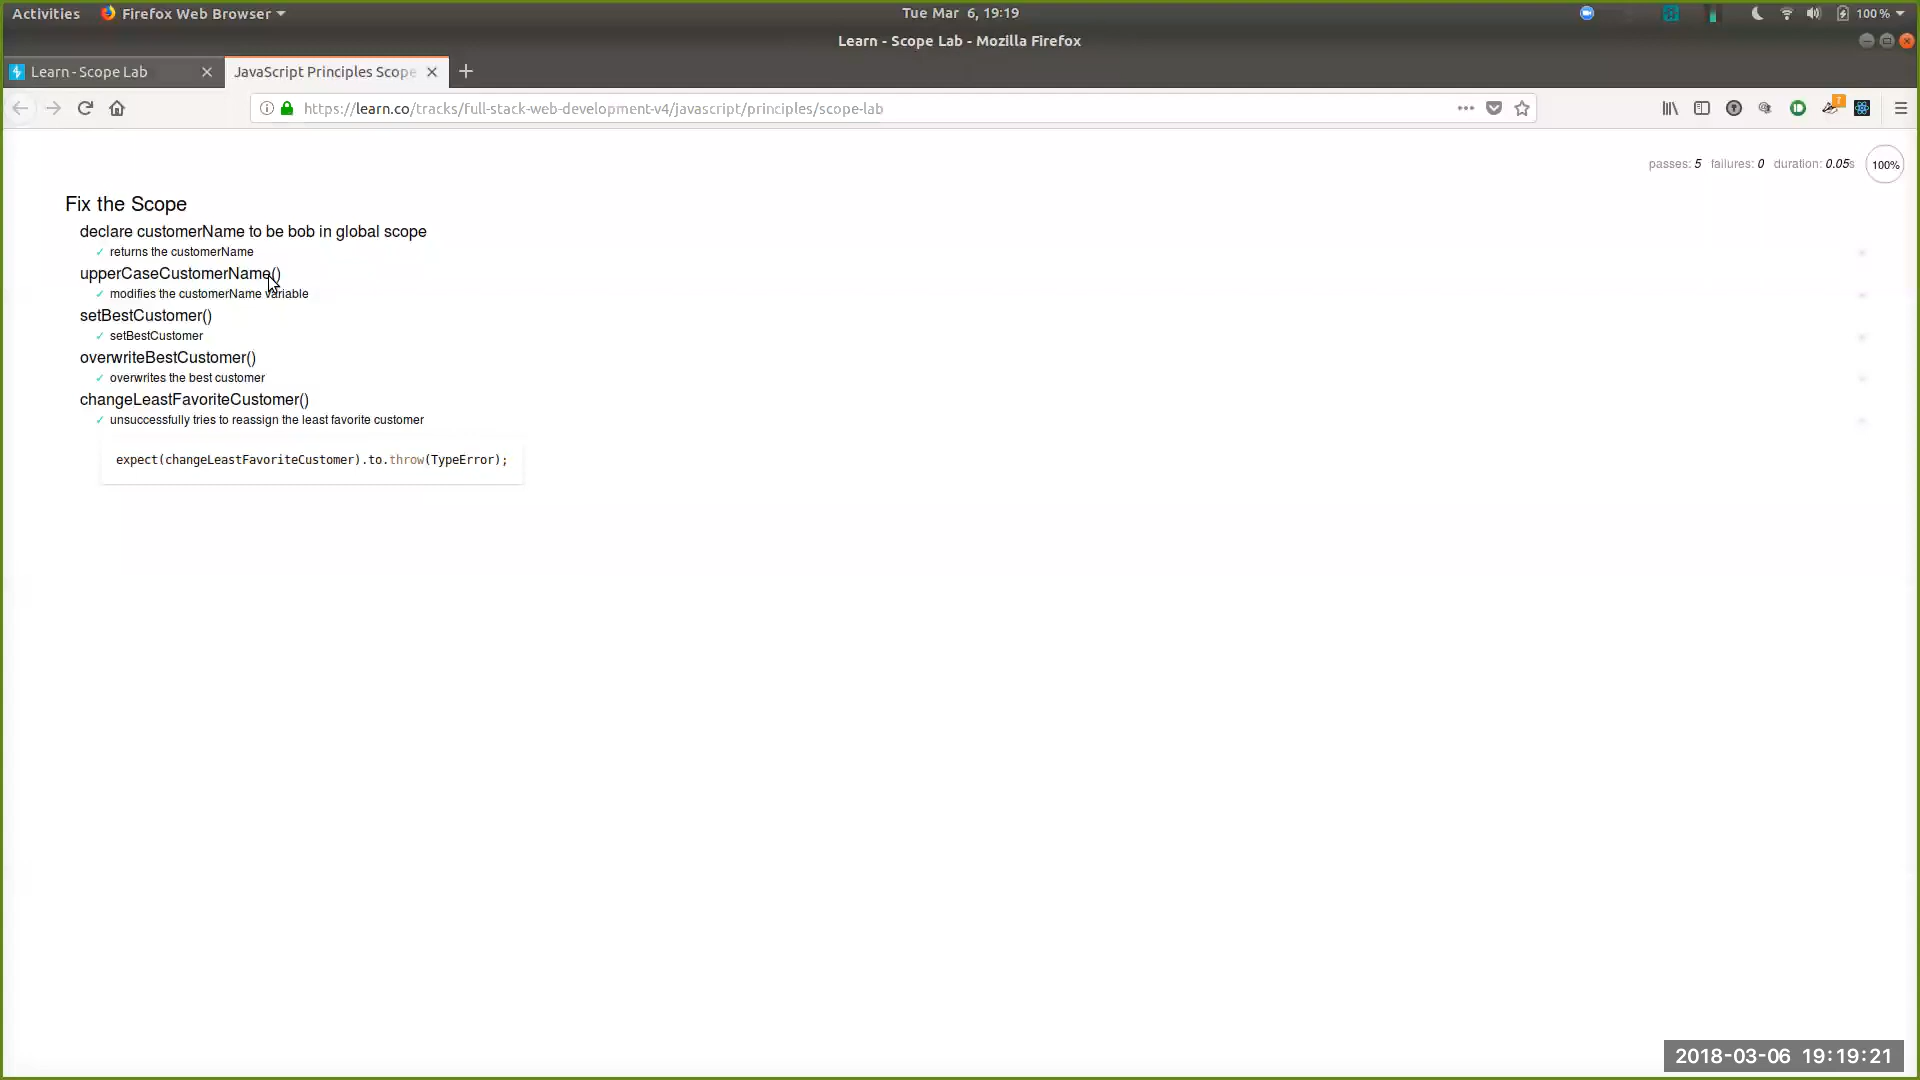 Activities Firefox Web Browser Tue Mar 6, 19:19 100 %
Learn - Scope Lab - Mozilla Firefox
Learn - Scope Lab JavaScript Principles Scope
https://learn.co/tracks/full-stack-web-development-v4/javascript/principles/scope-lab 7
passes: 5 failures: 0 duration: 0.05s 100%
Fix the Scope
declare customerName to be bob in global scope
✓ returns the customerName
upperCaseCustomerName()
✓ modifies the customerName variable
setBestCustomer()
✓ setBestCustomer
overwriteBestCustomer()
✓ overwrites the best customer
changeLeastFavoriteCustomer()
✓ unsuccessfully tries to reassign the least favorite customer
expect(changeLeastFavoriteCustomer).to.throw(TypeError);
2018-03-06 19:19:21